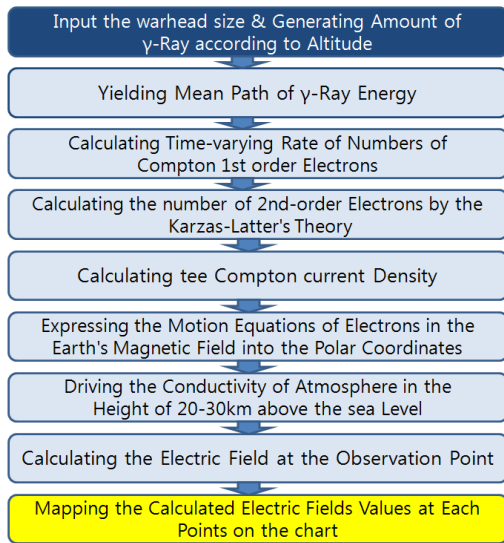 Input the warhead size & Generating Amount of
γ-Ray according to Altitude
Yielding Mean Path of γ-Ray Energy
Calculating Time-varying Rate of Numbers of
Compton 1st order Electrons
Calculating the number of 2nd-order Electrons by the
Karzas-Latter's Theory
Calculating tee Compton current Density
Expressing the Motion Equations of Electrons in the
Earth's Magnetic Field into the Polar Coordinates
Driving the Conductivity of Atmosphere in the
Height of 20-30km above the sea Level
Calculating the Electric Field at the Observation Point
Mapping the Calculated Electric Fields Values at Each
Points on the chart